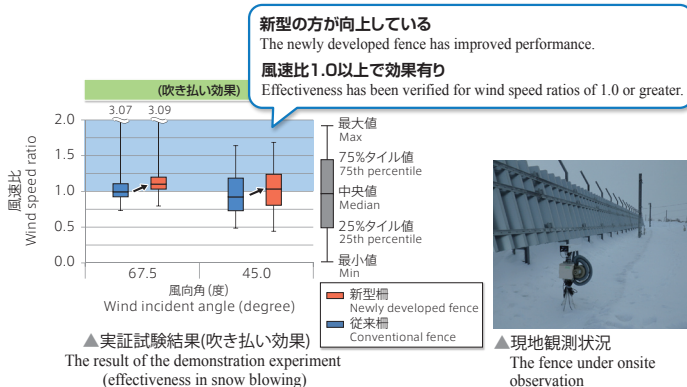 新型の方が向上している
The newly developed fence has improved performance.
風速比1.0以上で効果有り
Effectiveness has been verified for wind speed ratios of 1.0 or greater.
(吹き払い効果)
3.07 3.09
2.0
1.5
1.0
0.5
0.0
風速比
Wind speed ratio
67.5 45.0
風向角(度)
Wind incident angle (degree)
最大値
Max
75%タイル値
75th percentile
中央値
Median
25%タイル値
25th percentile
最小値
Min
新型柵
Newly developed fence
従来柵
Conventional fence
▲実証試験結果(吹き払い効果)
The result of the demonstration experiment
(effectiveness in snow blowing)
▲現地観測状況
The fence under onsite
observation